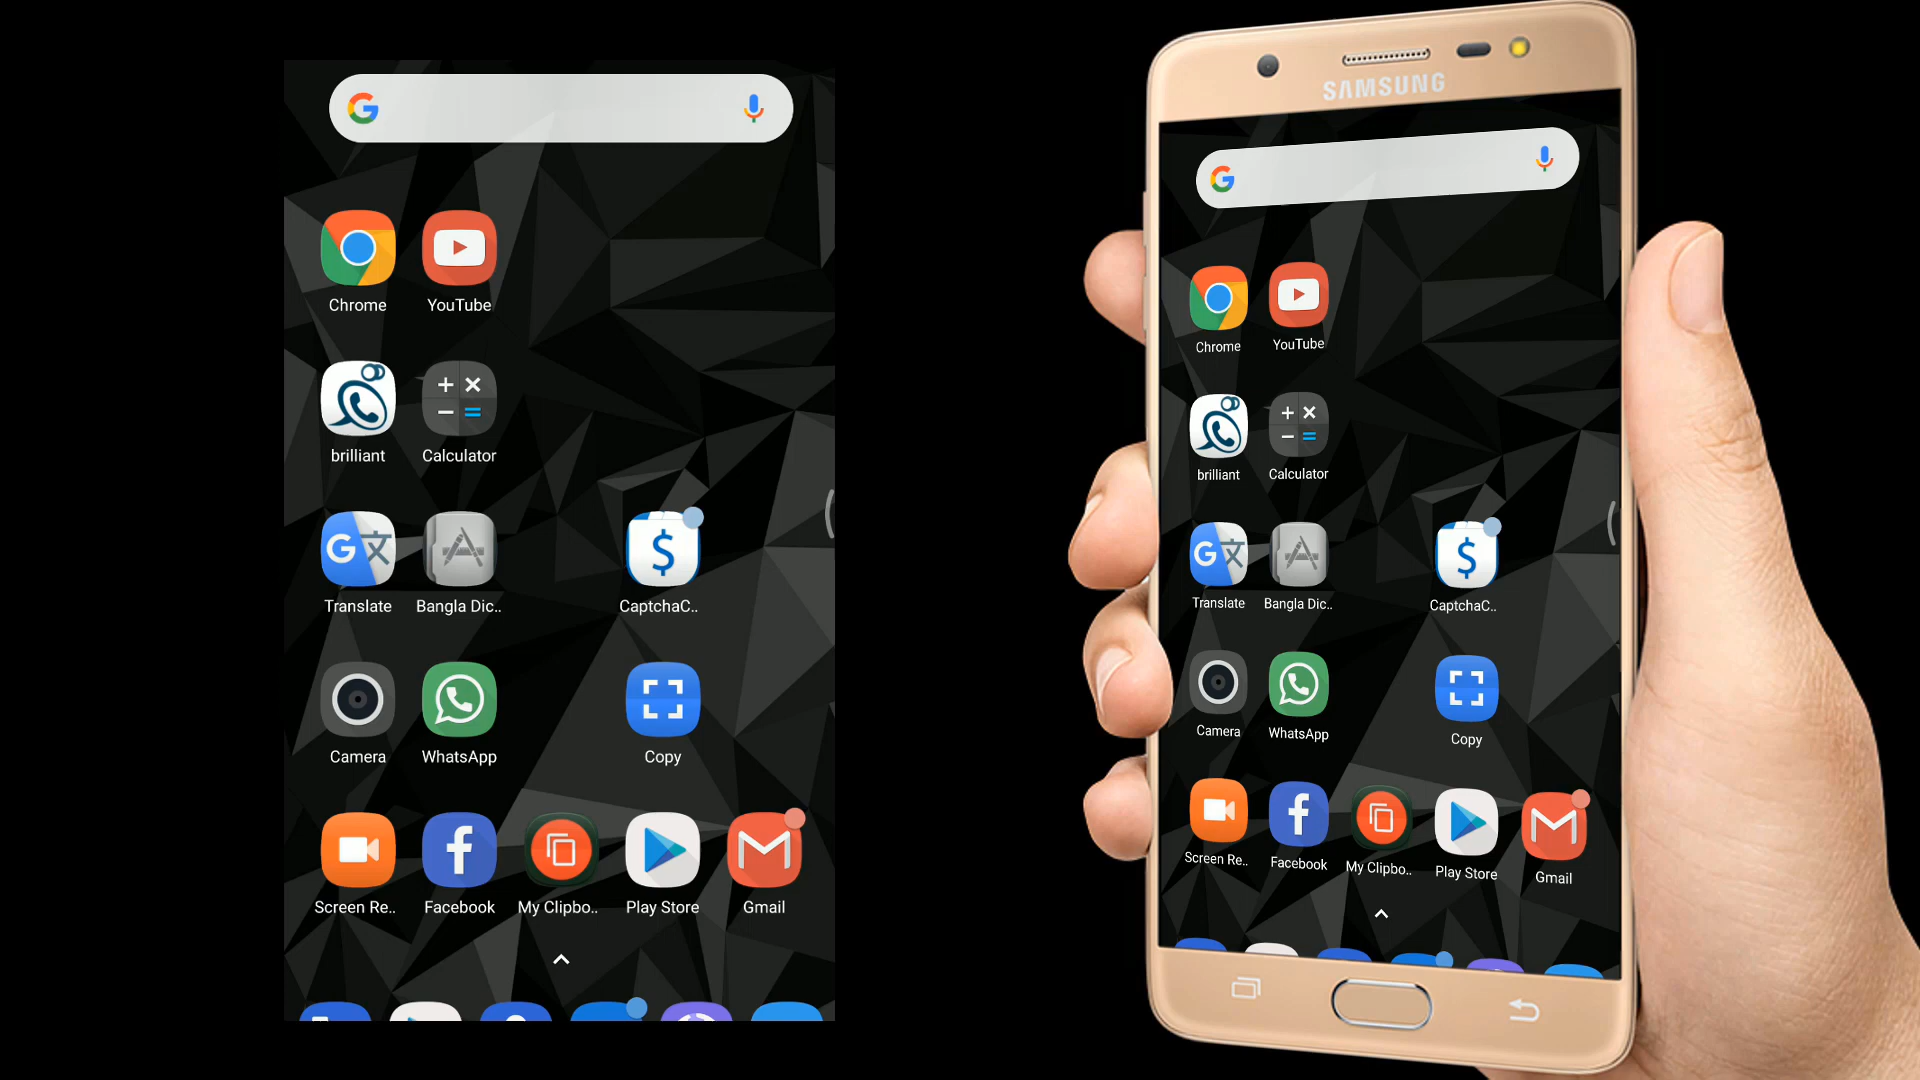 Chrome YouTube
brilliant Calculator
Translate Bangla Dic.. CaptchaC..
Camera WhatsApp Copy
Screen Re.. Facebook My Clipbo.. Play Store Gmail
SAMSUNG
Chrome YouTube
brilliant Calculator
Translate Bangla Dic.. CaptchaC..
Camera WhatsApp Copy
Screen Re.. Facebook My Clipbo.. Play Store Gmail